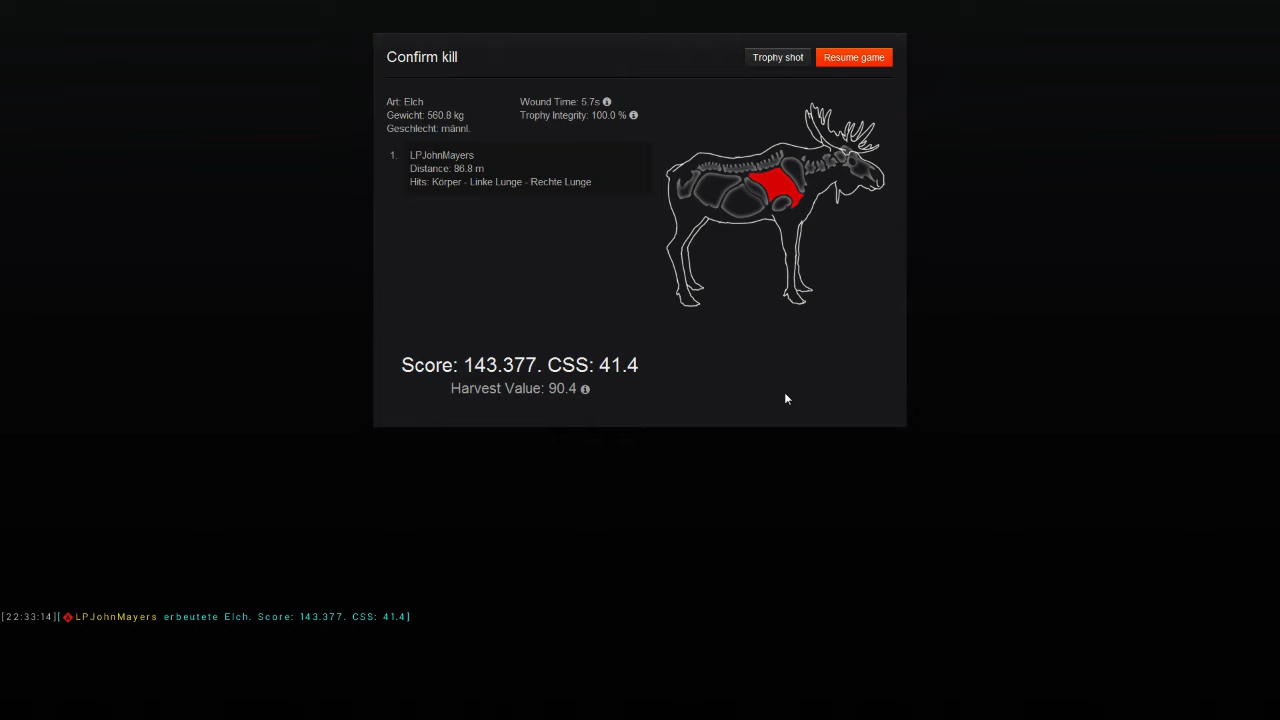 Confirm kill
Trophy shot
Resume game
Art: Elch
Gewicht: 560.8 kg
Geschlecht: männl.
Wound Time: 5.7s
Trophy Integrity: 100.0 %
1. LPJohnMayers
Distance: 86.8 m
Hits: Körper - Linke Lunge - Rechte Lunge
Score: 143.377. CSS: 41.4
Harvest Value: 90.4
[22:33:14][LPJohnMayers erbeutete Elch. Score: 143.377. CSS: 41.4]